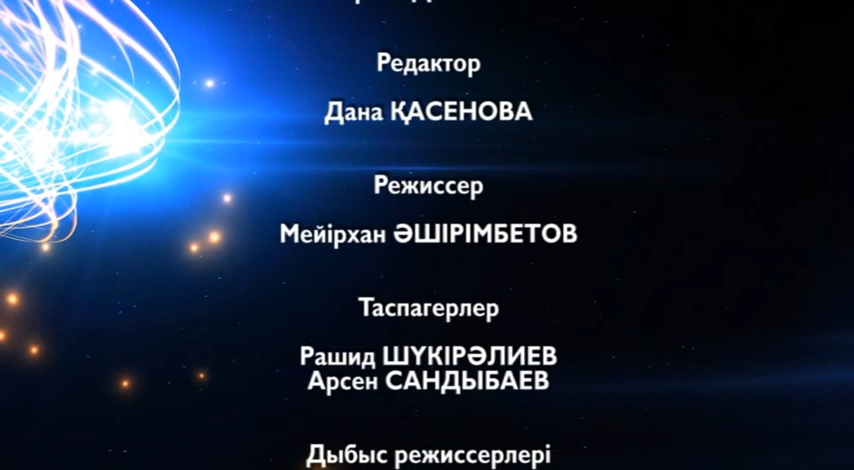 Редактор
Дана ҚАСЕНОВА
Режиссер
Мейірхан ӘШІРІМБЕТОВ
Таспагерлер
Рашид ШҮКІРӘЛИЕВ
Арсен САНДЫБАЕВ
Дыбыс режиссерлері